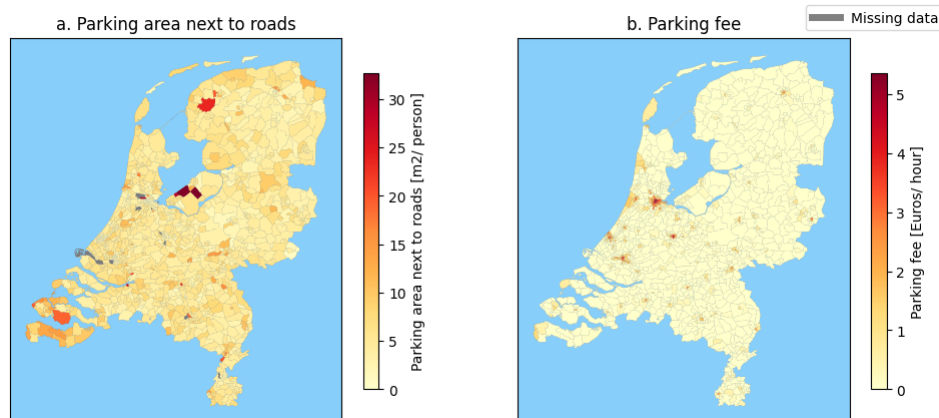 a. Parking area next to roads
b. Parking fee
Missing data
30
25
20
15
10
5
0
Parking area next to roads [m2/ person]
5
4
3
2
1
0
Parking fee [Euros/ hour]